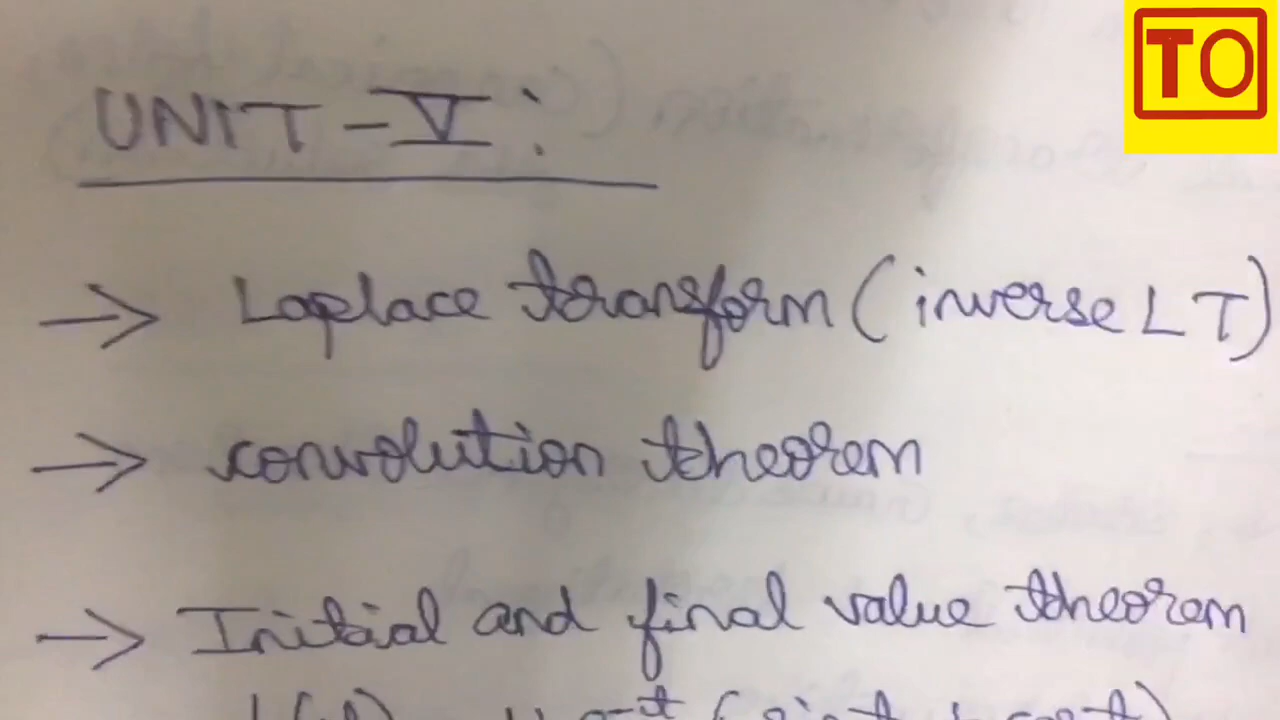 TO
UNIT - V :
→ Laplace transform (inverse LT)
→ convolution theorem
→ Initial and final value theorem